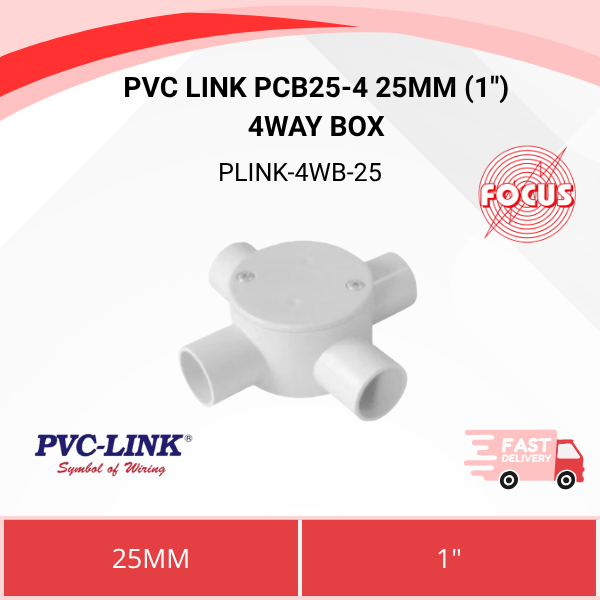 PVC LINK PCB25-4 25MM (1")
4WAY BOX
PLINK-4WB-25
FOCUS
PVC-LINK®
Symbol of Wiring
FAST
DELIVERY
25MM
1"